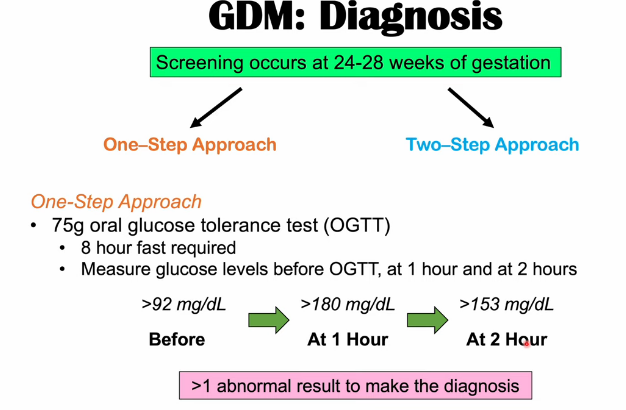 GDM: Diagnosis
Screening occurs at 24-28 weeks of gestation
One–Step Approach
Two–Step Approach
One-Step Approach
• 75g oral glucose tolerance test (OGTT)
• 8 hour fast required
• Measure glucose levels before OGTT, at 1 hour and at 2 hours
>92 mg/dL
>180 mg/dL
>153 mg/dL
Before
At 1 Hour
At 2 Hour
>1 abnormal result to make the diagnosis